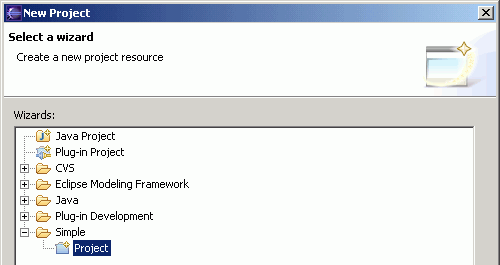 New Project
Select a wizard
Create a new project resource
Wizards:
Java Project
Plug-in Project
CVS
Eclipse Modeling Framework
Java
Plug-in Development
Simple
Project